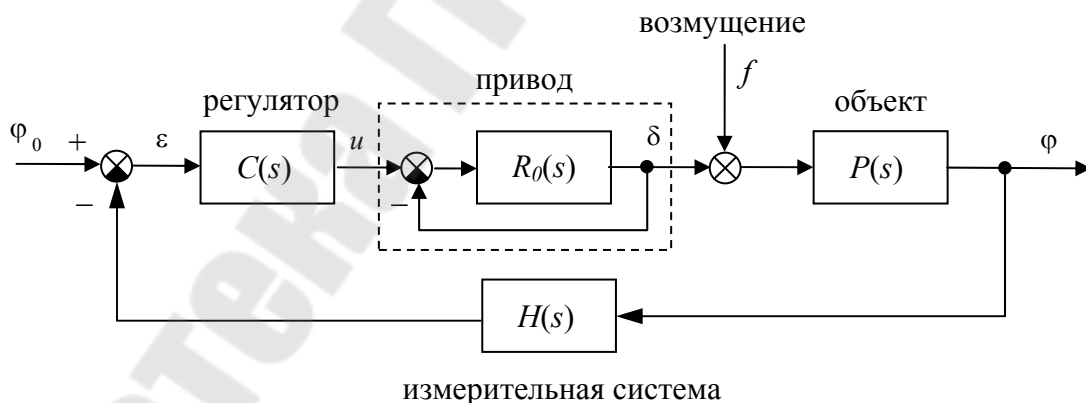 возмущение
привод
f
регулятор
объект
φ0
+
ε
C(s)
u
−
R0(s)
δ
P(s)
φ
−
H(s)
измерительная система